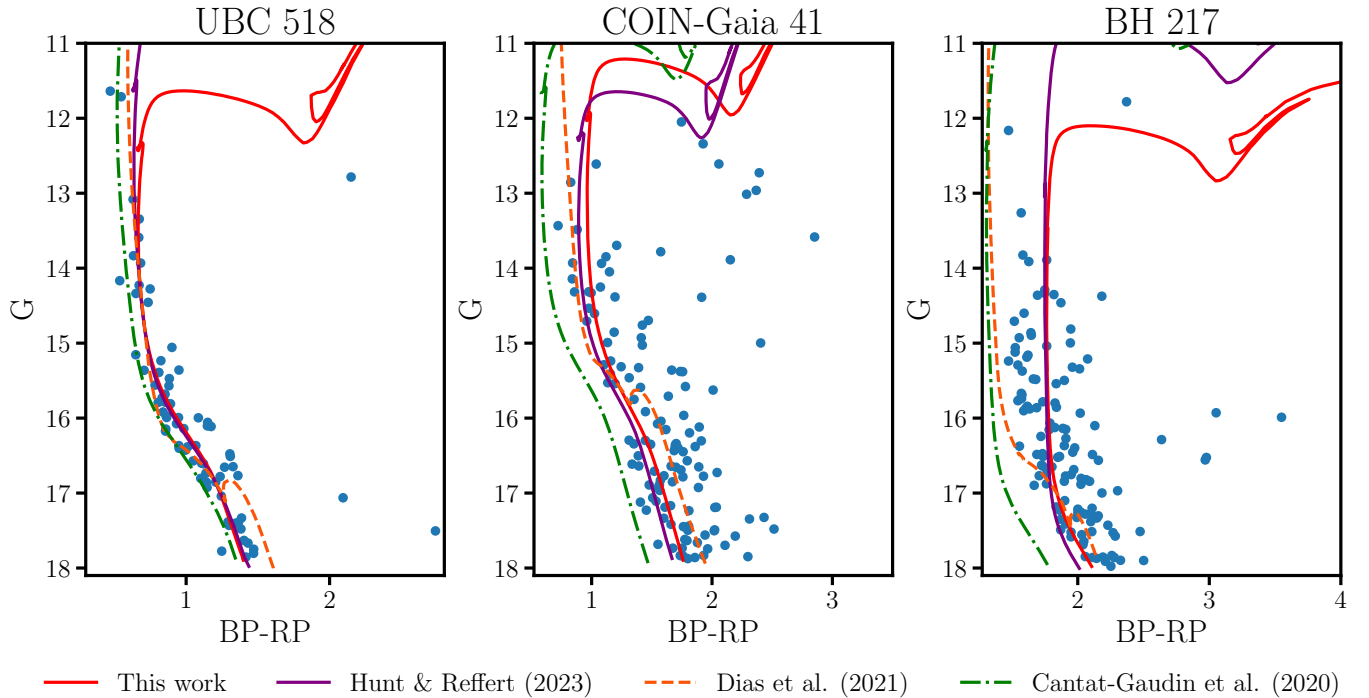 UBC 518
COIN-Gaia 41
BH 217
11
12
13
14
15
16
17
18
G
1
2
BP-RP
11
12
13
14
15
16
17
18
G
1
2
3
BP-RP
11
12
13
14
15
16
17
18
G
2
3
4
BP-RP
This work
Hunt & Reffert (2023)
Dias et al. (2021)
Cantat-Gaudin et al. (2020)